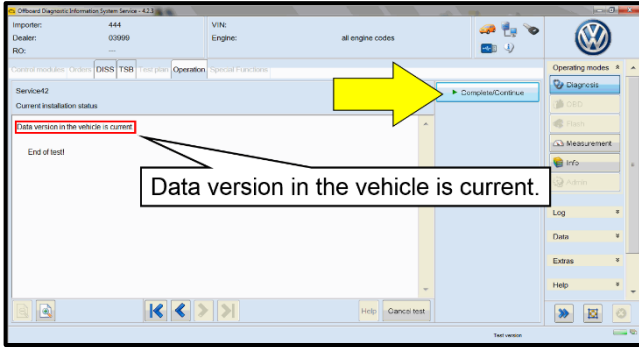 Offboard Diagnostic Information System Service - 4.2.3
Importer: 444 VIN:
Dealer: 03999 Engine: all engine codes
RO: ---
Control modules Orders DISS TSB Test plan Operation Special Functions
Operating modes
Service42
Complete/Continue
Diagnosis
Current installation status
OBD
Data version in the vehicle is current.
Flash
End of test!
Measurement
Info
Data version in the vehicle is current.
Admin
Log
Data
Extras
Help
Help Cancel test
Test version